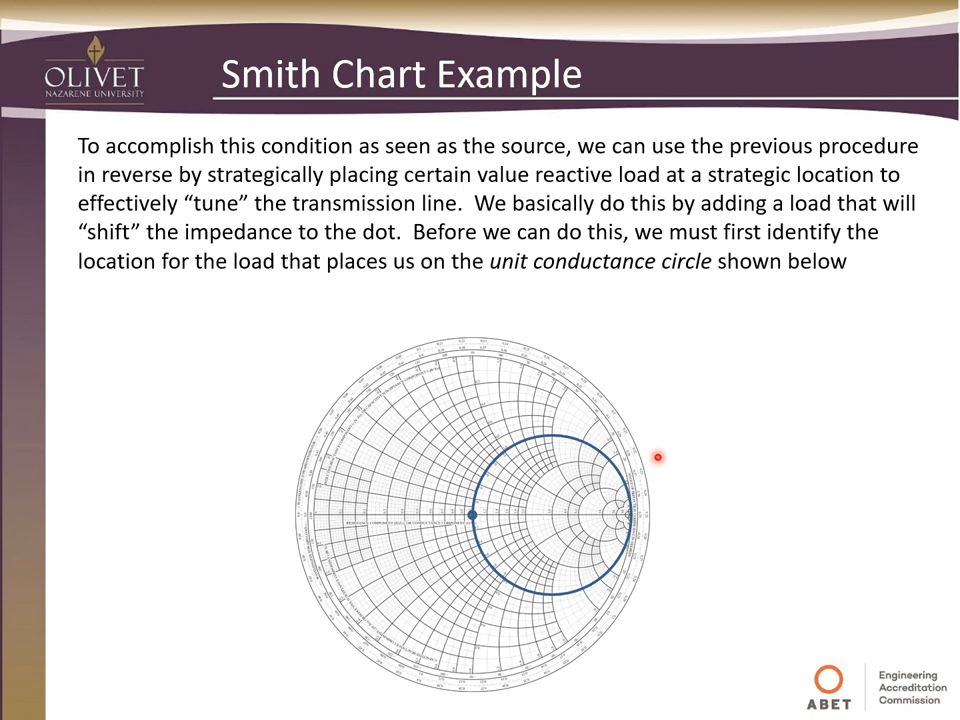 OLIVET
NAZARENE UNIVERSITY
Smith Chart Example
To accomplish this condition as seen as the source, we can use the previous procedure
in reverse by strategically placing certain value reactive load at a strategic location to
effectively “tune” the transmission line.  We basically do this by adding a load that will
“shift” the impedance to the dot.  Before we can do this, we must first identify the
location for the load that places us on the unit conductance circle shown below
ABET
Engineering
Accreditation
Commission